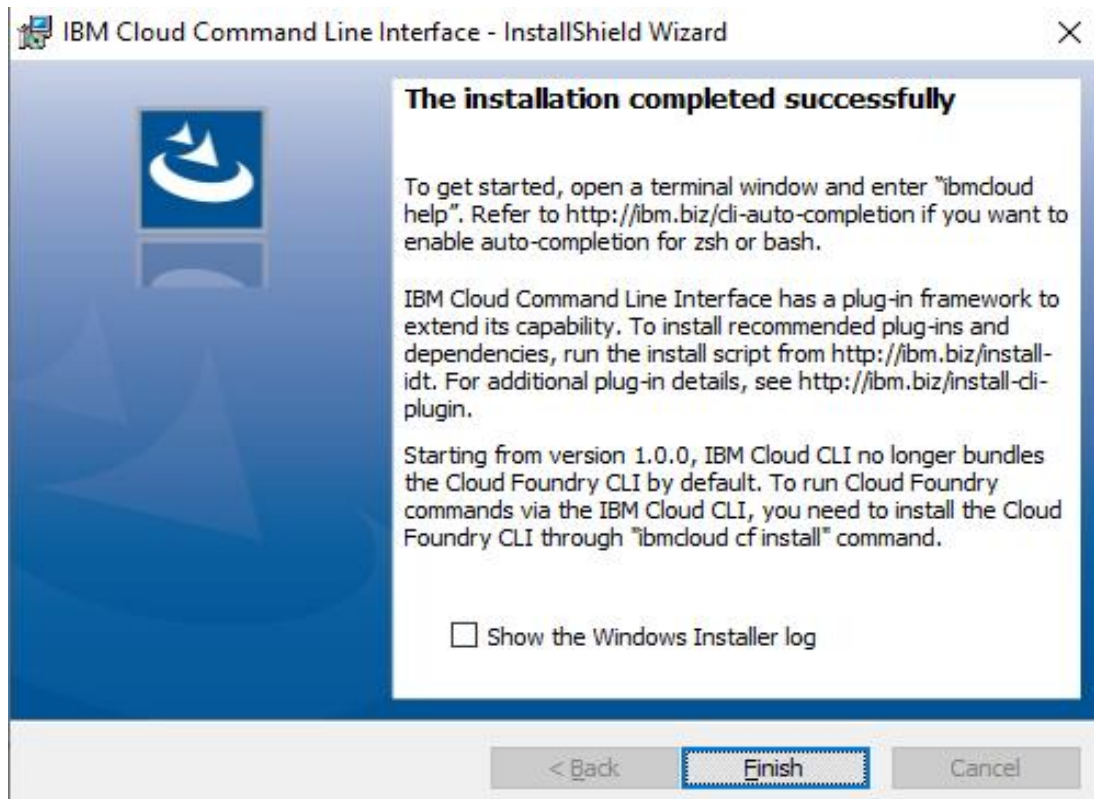 IBM Cloud Command Line Interface - InstallShield Wizard
The installation completed successfully
To get started, open a terminal window and enter "ibmcloud
help". Refer to http://ibm.biz/cli-auto-completion if you want to
enable auto-completion for zsh or bash.
IBM Cloud Command Line Interface has a plug-in framework to
extend its capability. To install recommended plug-ins and
dependencies, run the install script from http://ibm.biz/install-
idt. For additional plug-in details, see http://ibm.biz/install-cli-
plugin.
Starting from version 1.0.0, IBM Cloud CLI no longer bundles
the Cloud Foundry CLI by default. To run Cloud Foundry
commands via the IBM Cloud CLI, you need to install the Cloud
Foundry CLI through "ibmcloud cf install" command.
Show the Windows Installer log
< Back Finish Cancel